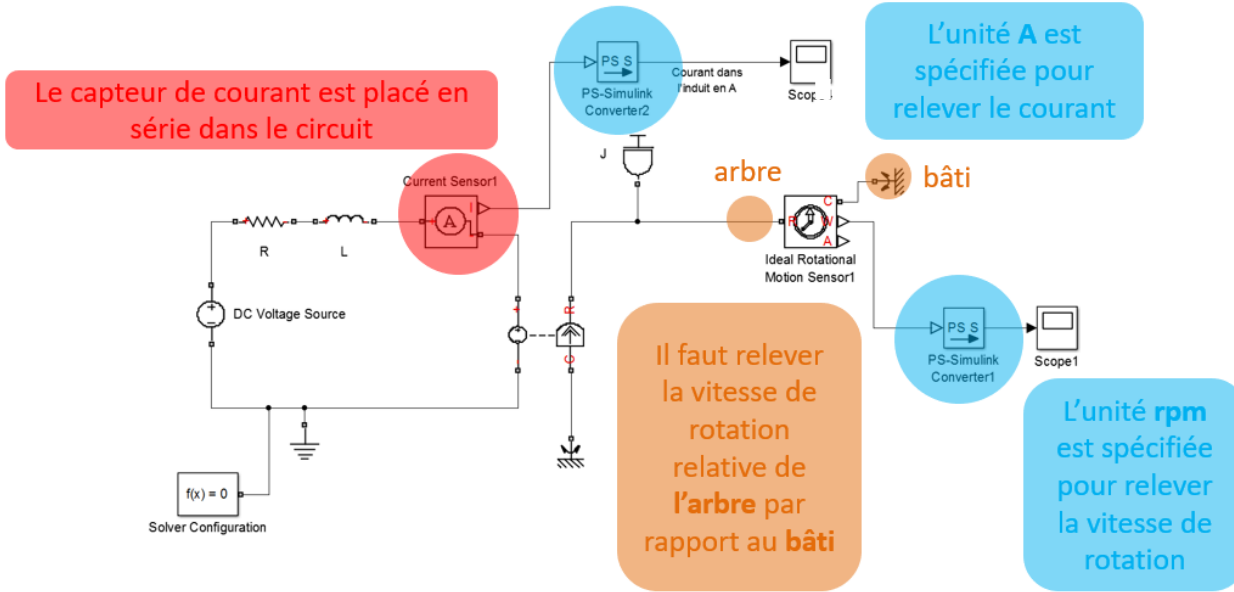 Le capteur de courant est placé en
série dans le circuit
PS S
PS-Simulink
Converter2
Courant dans
l'induit en A
L'unité A est
spécifiée pour
relever le courant
J
Current Sensor1
I
A
+
arbre
bâti
C
R
W
A
Ideal Rotational
Motion Sensor1
R
L
DC Voltage Source
R
C
Il faut relever
la vitesse de
rotation
relative de
l'arbre par
rapport au bâti
PS S
PS-Simulink
Converter1
Scope1
L'unité rpm
est spécifiée
pour relever
la vitesse de
rotation
f(x) = 0
Solver Configuration